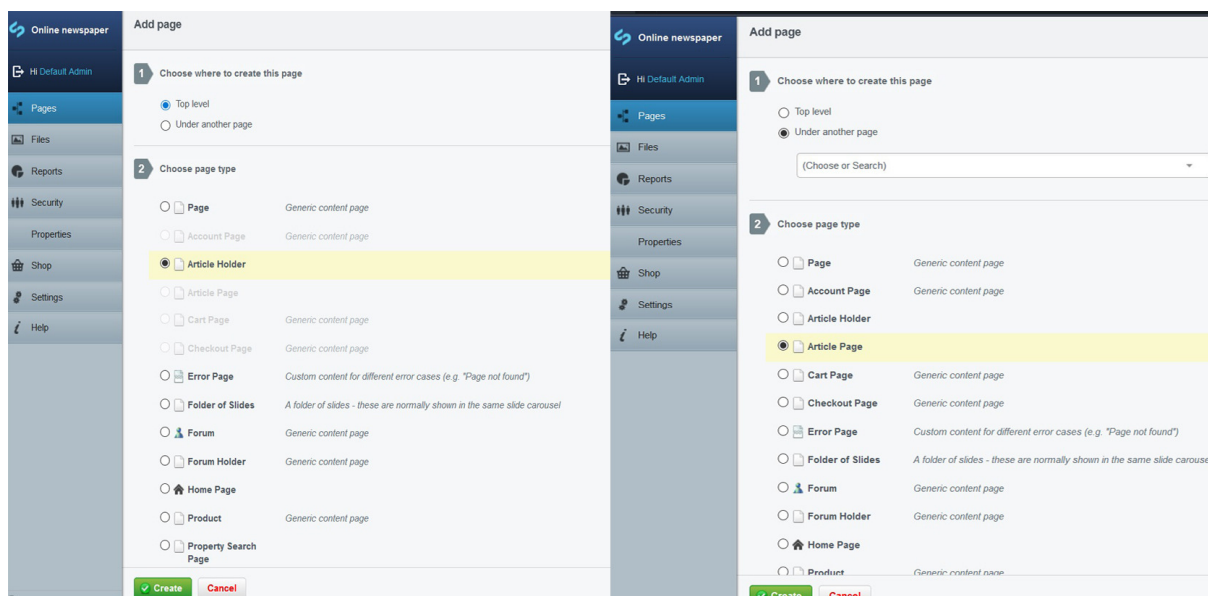 Online newspaper
Hi Default Admin
Pages
Files
Reports
Security
Properties
Shop
Settings
Help
Add page
1 Choose where to create this page
Top level
Under another page
2 Choose page type
Page Generic content page
Account Page Generic content page
Article Holder
Article Page
Cart Page Generic content page
Checkout Page Generic content page
Error Page Custom content for different error cases (e.g. "Page not found")
Folder of Slides A folder of slides - these are normally shown in the same slide carousel
Forum Generic content page
Forum Holder Generic content page
Home Page
Product Generic content page
Property Search
Page
Create Cancel
Online newspaper
Hi Default Admin
Pages
Files
Reports
Security
Properties
Shop
Settings
Help
Add page
1 Choose where to create this page
Top level
Under another page
(Choose or Search)
2 Choose page type
Page Generic content page
Account Page Generic content page
Article Holder
Article Page
Cart Page Generic content page
Checkout Page Generic content page
Error Page Custom content for different error cases (e.g. "Page not found")
Folder of Slides A folder of slides - these are normally shown in the same slide carouse
Forum Generic content page
Forum Holder Generic content page
Home Page
Product Generic content page
Create Cancel